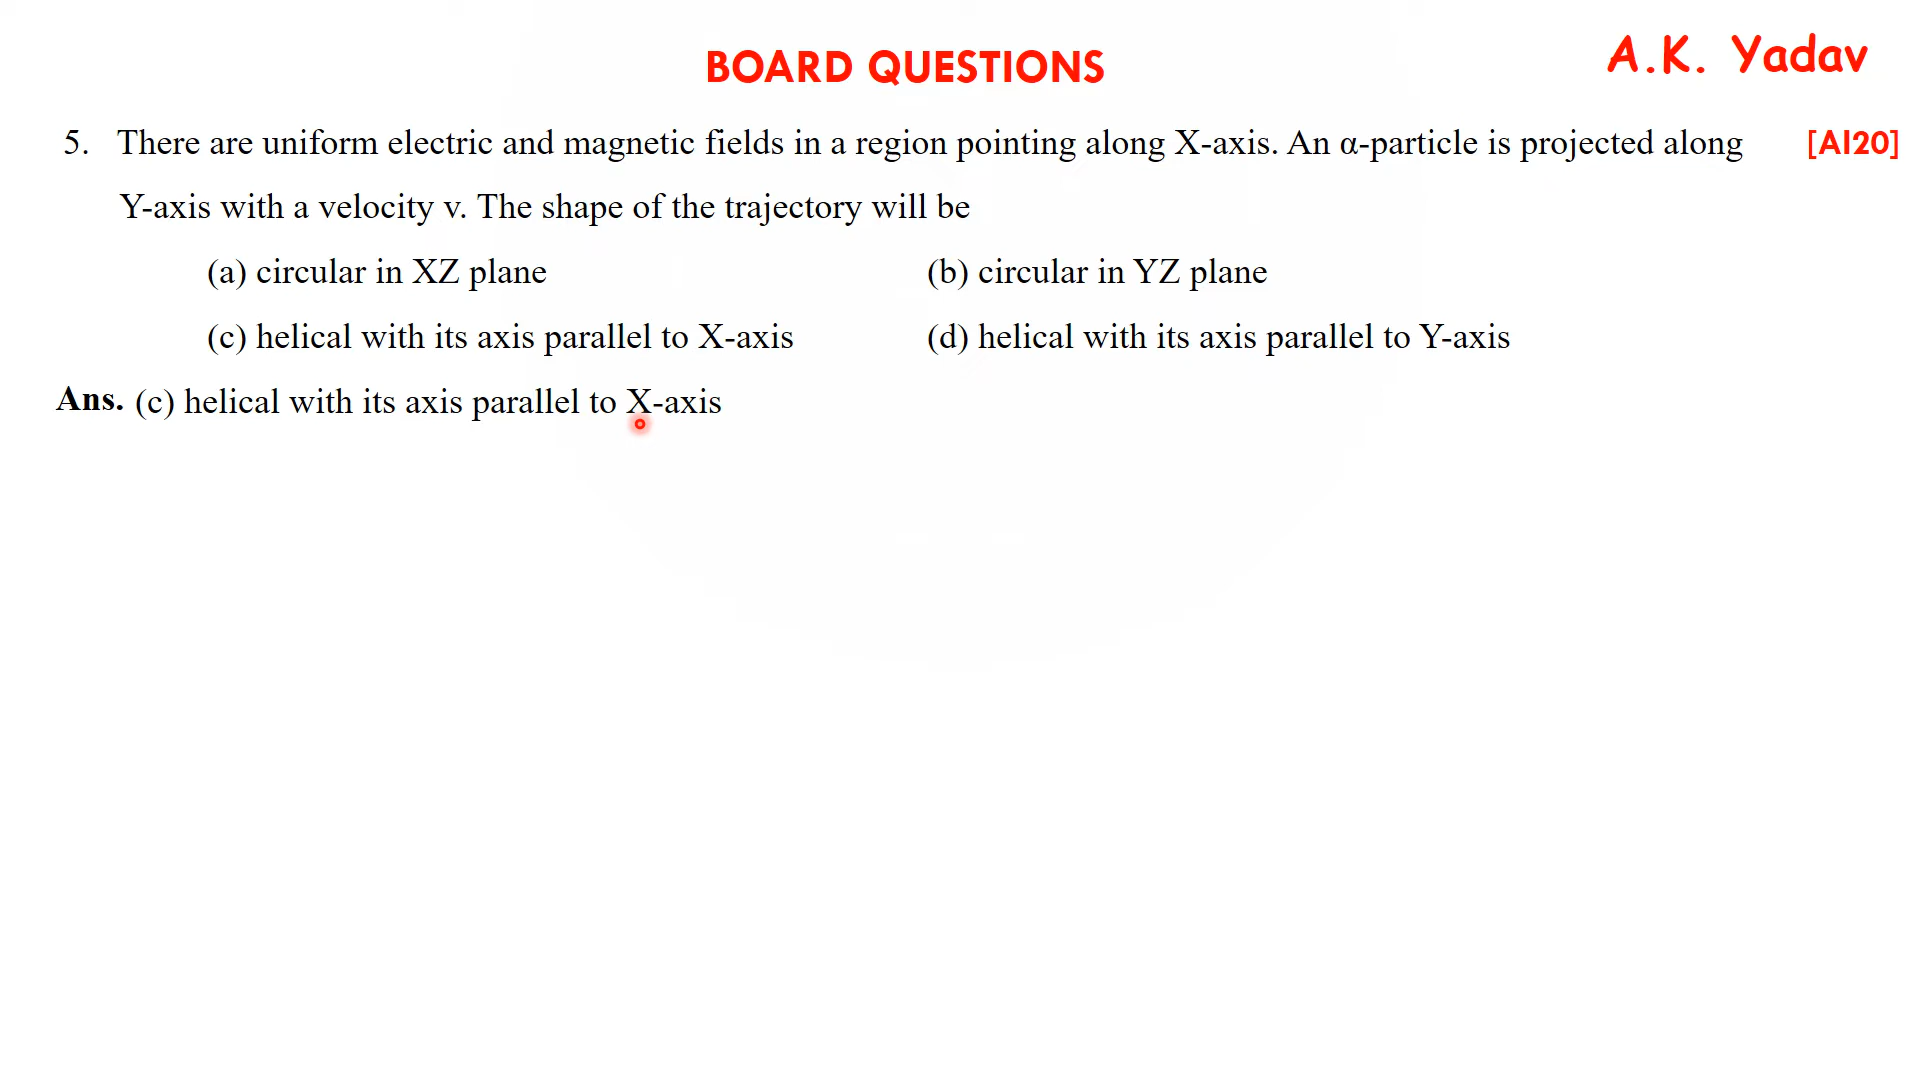 BOARD QUESTIONS
A.K. Yadav
5. There are uniform electric and magnetic fields in a region pointing along X-axis. An α-particle is projected along [AI20]
Y-axis with a velocity v. The shape of the trajectory will be
(a) circular in XZ plane (b) circular in YZ plane
(c) helical with its axis parallel to X-axis (d) helical with its axis parallel to Y-axis
Ans. (c) helical with its axis parallel to X-axis